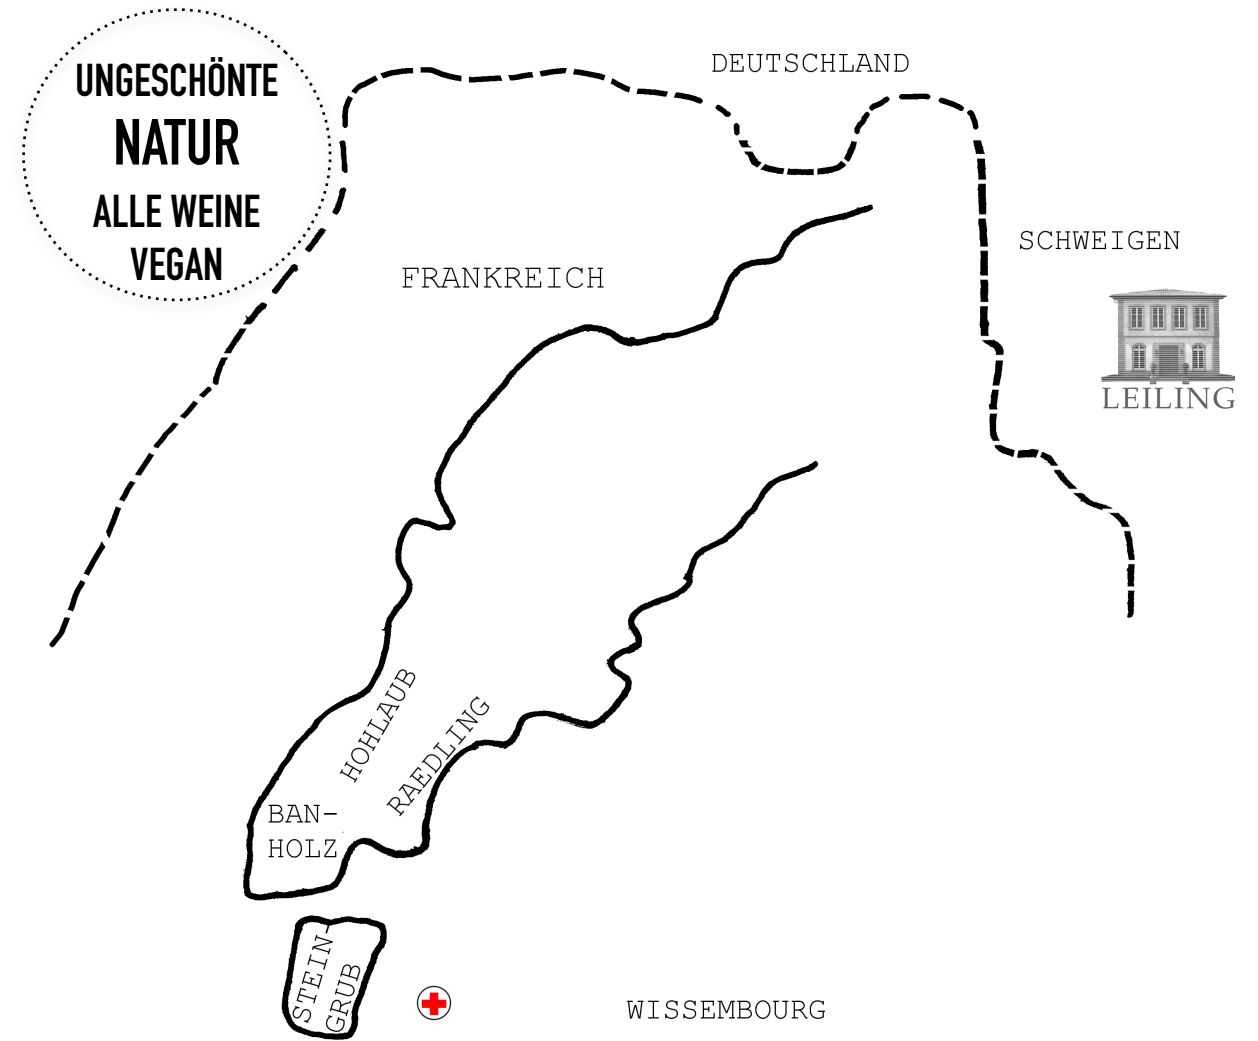 UNGESCHÖNTE
NATUR
ALLE WEINE
VEGAN
DEUTSCHLAND
SCHWEIGEN
FRANKREICH
LEILING
HOHLAUB
RAEDLING
BAN-
HOLZ
STEIN-
GRUB
WISSEMBOURG